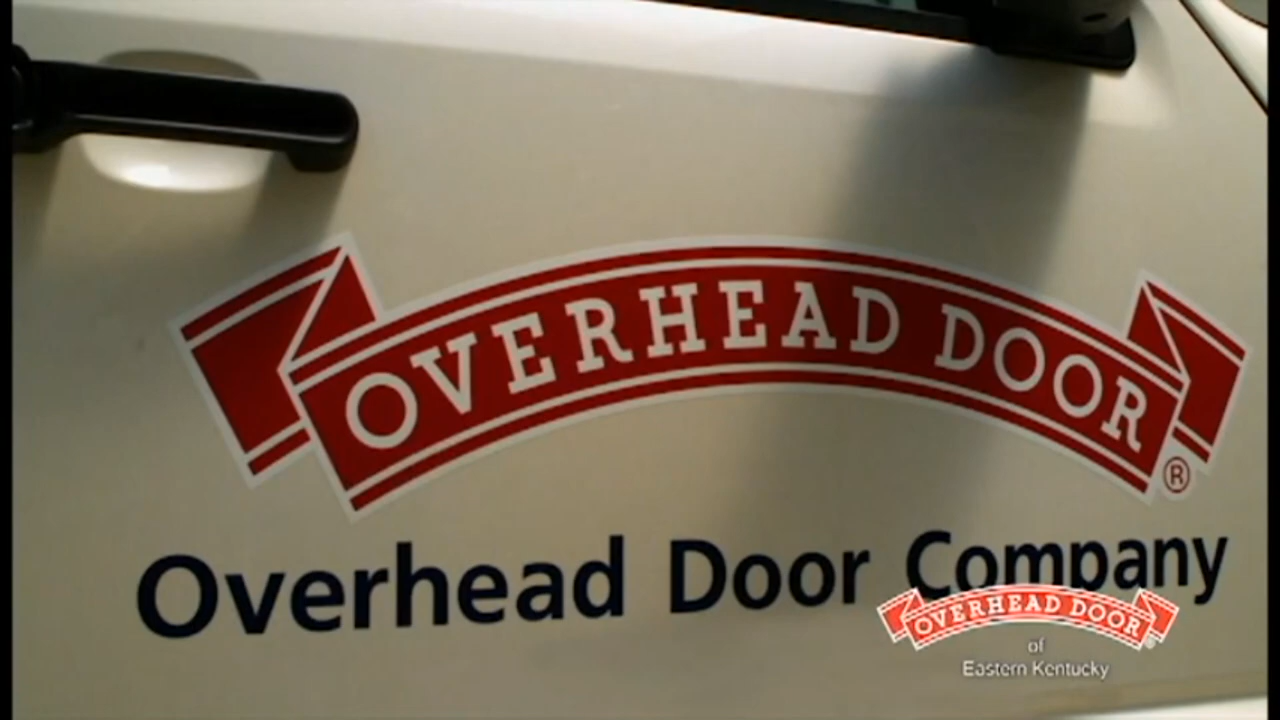 OVERHEAD DOOR
®
Overhead Door Company
OVERHEAD DOOR
of
Eastern Kentucky